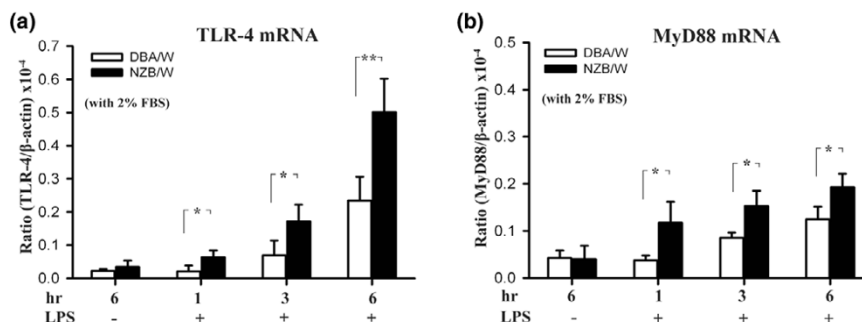 (a)
TLR-4 mRNA
Ratio (TLR-4/β-actin) x10-4
0.7
0.6
0.5
0.4
0.3
0.2
0.1
0.0
DBA/W
NZB/W
(with 2% FBS)
*
*
**
hr 6 1 3 6
LPS - + + +
(b)
MyD88 mRNA
Ratio (MyD88/β-actin) x10-4
0.5
0.4
0.3
0.2
0.1
0.0
DBA/W
NZB/W
(with 2% FBS)
*
*
*
hr 6 1 3 6
LPS - + + +